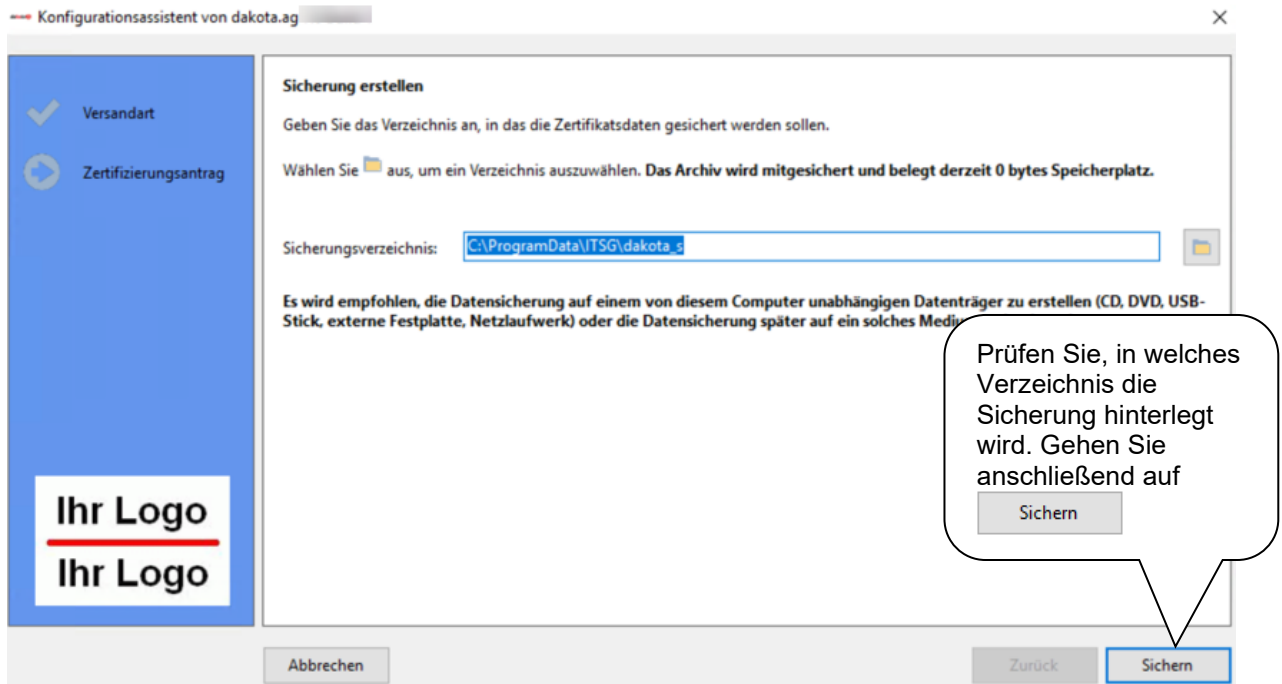 Konfigurationsassistent von dakota.ag
Versandart
Zertifizierungsantrag
Ihr Logo
Ihr Logo
Sicherung erstellen
Geben Sie das Verzeichnis an, in das die Zertifikatsdaten gesichert werden sollen.
Wählen Sie aus, um ein Verzeichnis auszuwählen. Das Archiv wird mitgesichert und belegt derzeit 0 bytes Speicherplatz.
Sicherungsverzeichnis: C:\ProgramData\ITSG\dakota_s
Es wird empfohlen, die Datensicherung auf einem von diesem Computer unabhängigen Datenträger zu erstellen (CD, DVD, USB-
Stick, externe Festplatte, Netzlaufwerk) oder die Datensicherung später auf ein solches
Prüfen Sie, in welches
Verzeichnis die
Sicherung hinterlegt
wird. Gehen Sie
anschließend auf
Sichern
Abbrechen Zurück Sichern